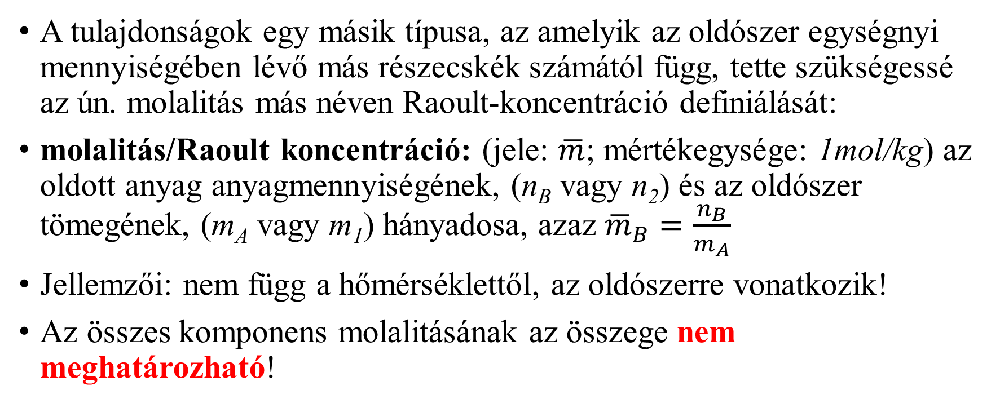 • A tulajdonságok egy másik típusa, az amelyik az oldószer egységnyi
mennyiségében lévő más részecskék számától függ, tette szükségessé
az ún. molalitás más néven Raoult-koncentráció definiálását:
• molalitás/Raoult koncentráció: (jele: m̅; mértékegysége: 1mol/kg) az
oldott anyag anyagmennyiségének, (n_B vagy n_2) és az oldószer
tömegének, (m_A vagy m_1) hányadosa, azaz m̅_B = n_B/m_A
• Jellemzői: nem függ a hőmérséklettől, az oldószerre vonatkozik!
• Az összes komponens molalitásának az összege nem
meghatározható!